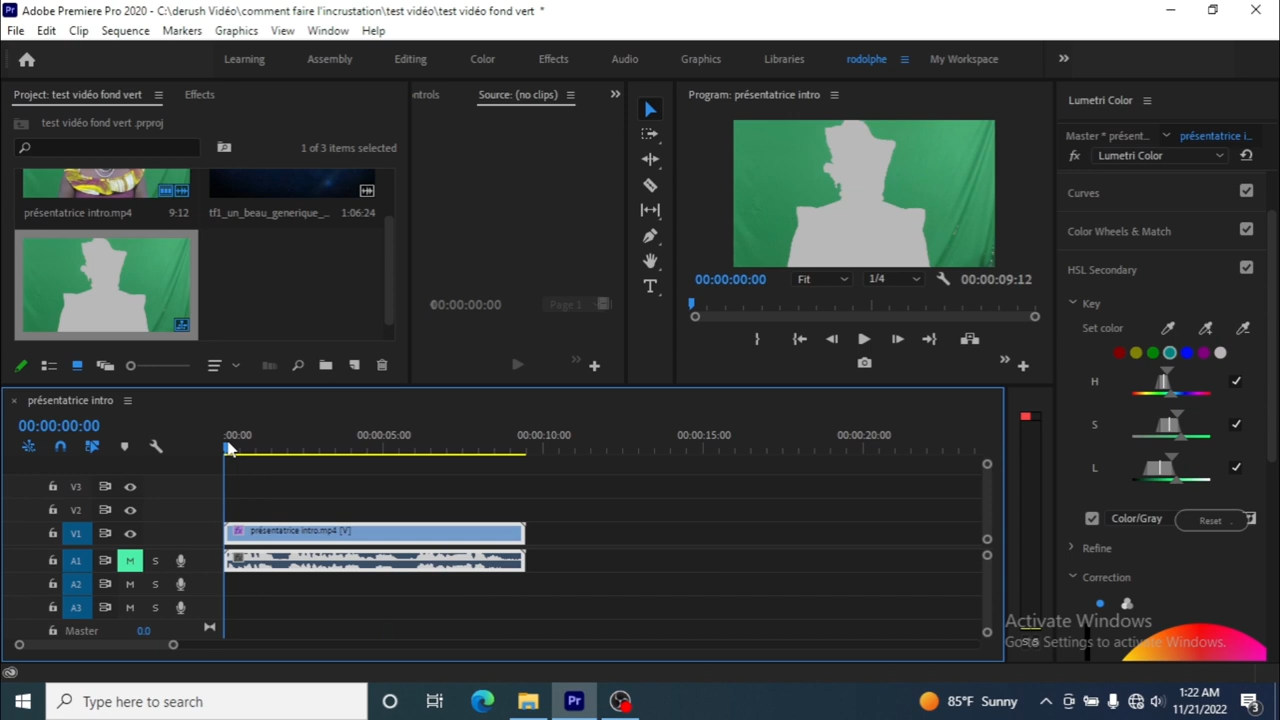 Adobe Premiere Pro 2020 - C:\derush Vidéo\comment faire l'incrustation\test vidéo\test vidéo fond vert *
File Edit Clip Sequence Markers Graphics View Window Help
Learning Assembly Editing Color Effects Audio Graphics Libraries rodolphe My Workspace
Project: test vidéo fond vert Effects
test vidéo fond vert .prproj
1 of 3 items selected
présentatrice intro.mp4 9:12
tf1_un_beau_generique_... 1:06:24
ntrols Source: (no clips)
00:00:00:00 Page 1
Program: présentatrice intro
00:00:00:00 Fit 1/4 00:00:09:12
Lumetri Color
Master * présent... présentatrice i...
fx Lumetri Color
Curves
Color Wheels & Match
HSL Secondary
Key
Set color
H
S
L
Color/Gray Reset
Refine
Correction
présentatrice intro
00:00:00:00
:00:00 00:00:05:00 00:00:10:00 00:00:15:00 00:00:20:00
V3
V2
V1 fx présentatrice intro.mp4 [V]
A1 M S
A2 M S
A3 M S
Master 0.0
S S
Activate Windows
Go to Settings to activate Windows.
Type here to search
Pr
85°F Sunny
1:22 AM
11/21/2022
3